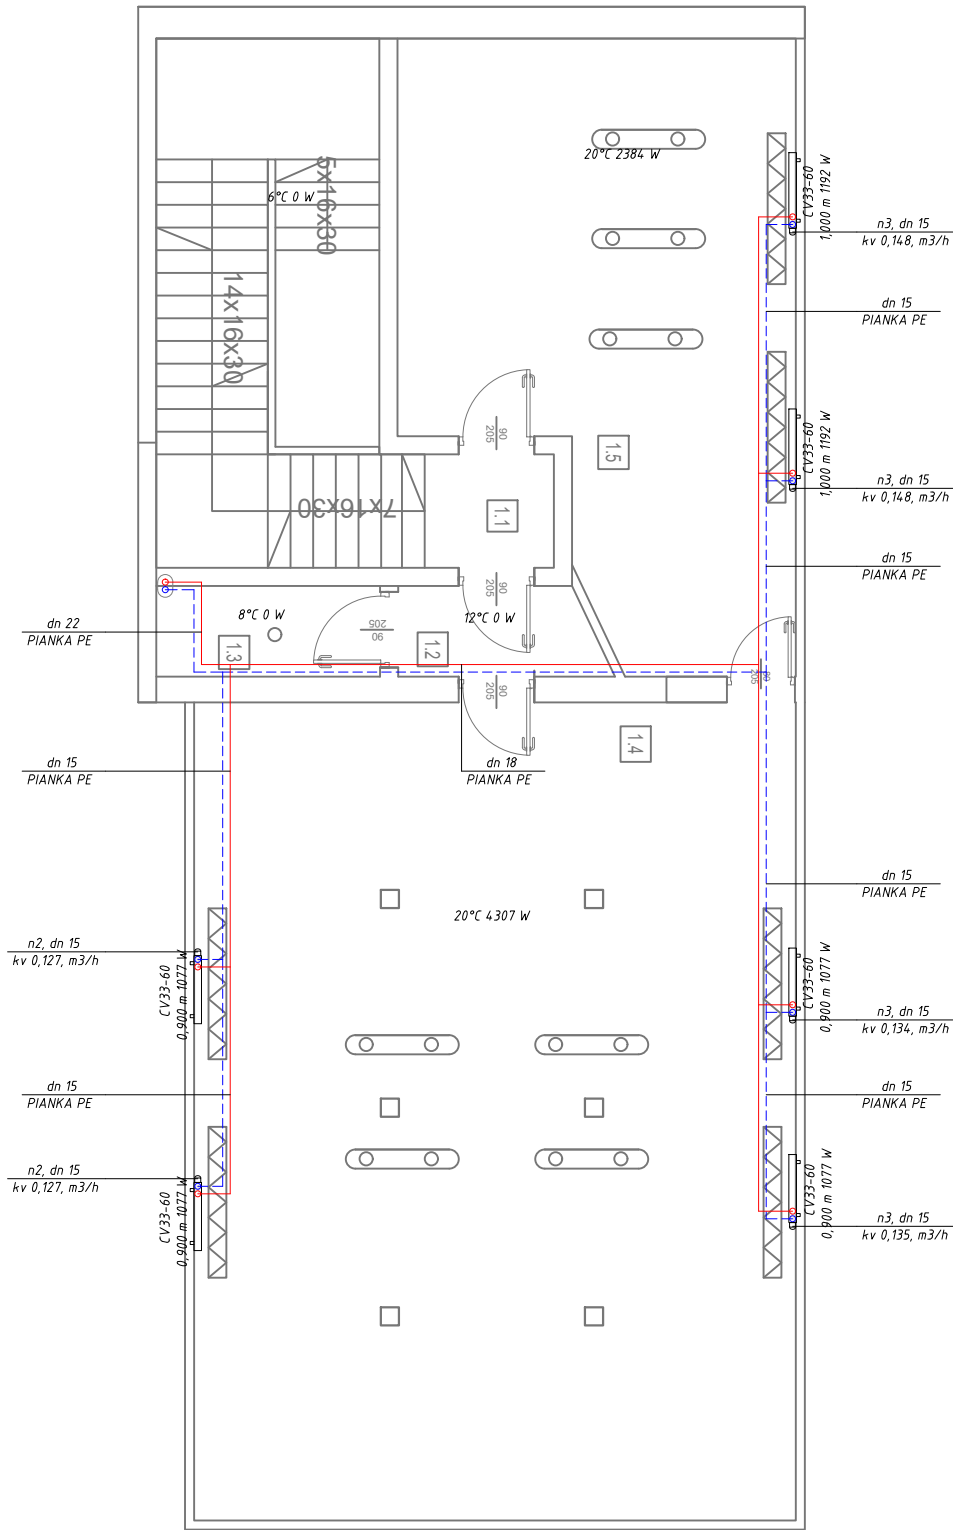 20°C 2384 W
5x16x30
6°C 0 W
CV33-60
1,000 m 1192 W
n3, dn 15
kv 0,148, m3/h
14x16x30
dn 15
PIANKA PE
CV33-60
1,000 m 1192 W
90
205
1.5
n3, dn 15
kv 0,148, m3/h
7x16x30
1.1
dn 15
PIANKA PE
90
205
8°C 0 W
12°C 0 W
dn 22
PIANKA PE
205
90
1.3
1.2
90
205
90
205
1.4
dn 15
PIANKA PE
dn 18
PIANKA PE
dn 15
PIANKA PE
20°C 4307 W
n2, dn 15
kv 0,127, m3/h
CV33-60
0,900 m 1077 W
CV33-60
0,900 m 1077 W
n3, dn 15
kv 0,134, m3/h
dn 15
PIANKA PE
dn 15
PIANKA PE
n2, dn 15
kv 0,127, m3/h
CV33-60
0,900 m 1077 W
CV33-60
0,900 m 1077 W
n3, dn 15
kv 0,135, m3/h